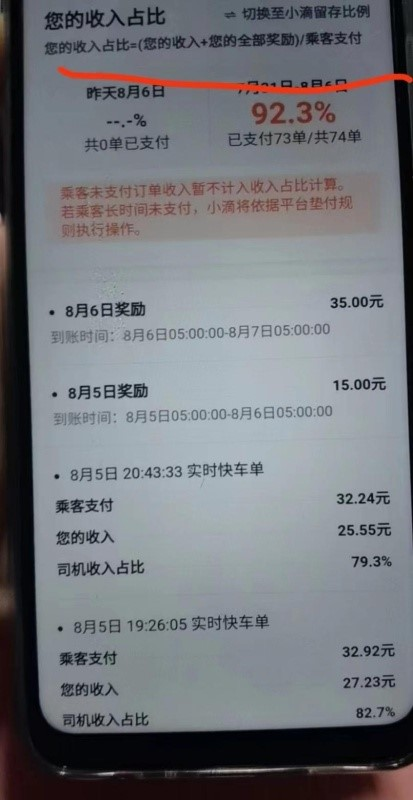 您的收入占比 ⇌ 切换至小滴留存比例
您的收入占比=(您的收入+您的全部奖励)/乘客支付
昨天8月6日 7月31日-8月6日
--.-% 92.3%
共0单已支付 已支付73单/共74单
乘客未支付订单收入暂不计入收入占比计算。
若乘客长时间未支付，小滴将依据平台垫付规
则执行操作。
• 8月6日奖励 35.00元
到账时间：8月6日05:00:00-8月7日05:00:00
• 8月5日奖励 15.00元
到账时间：8月5日05:00:00-8月6日05:00:00
• 8月5日 20:43:33 实时快车单
乘客支付 32.24元
您的收入 25.55元
司机收入占比 79.3%
• 8月5日 19:26:05 实时快车单
乘客支付 32.92元
您的收入 27.23元
司机收入占比 82.7%